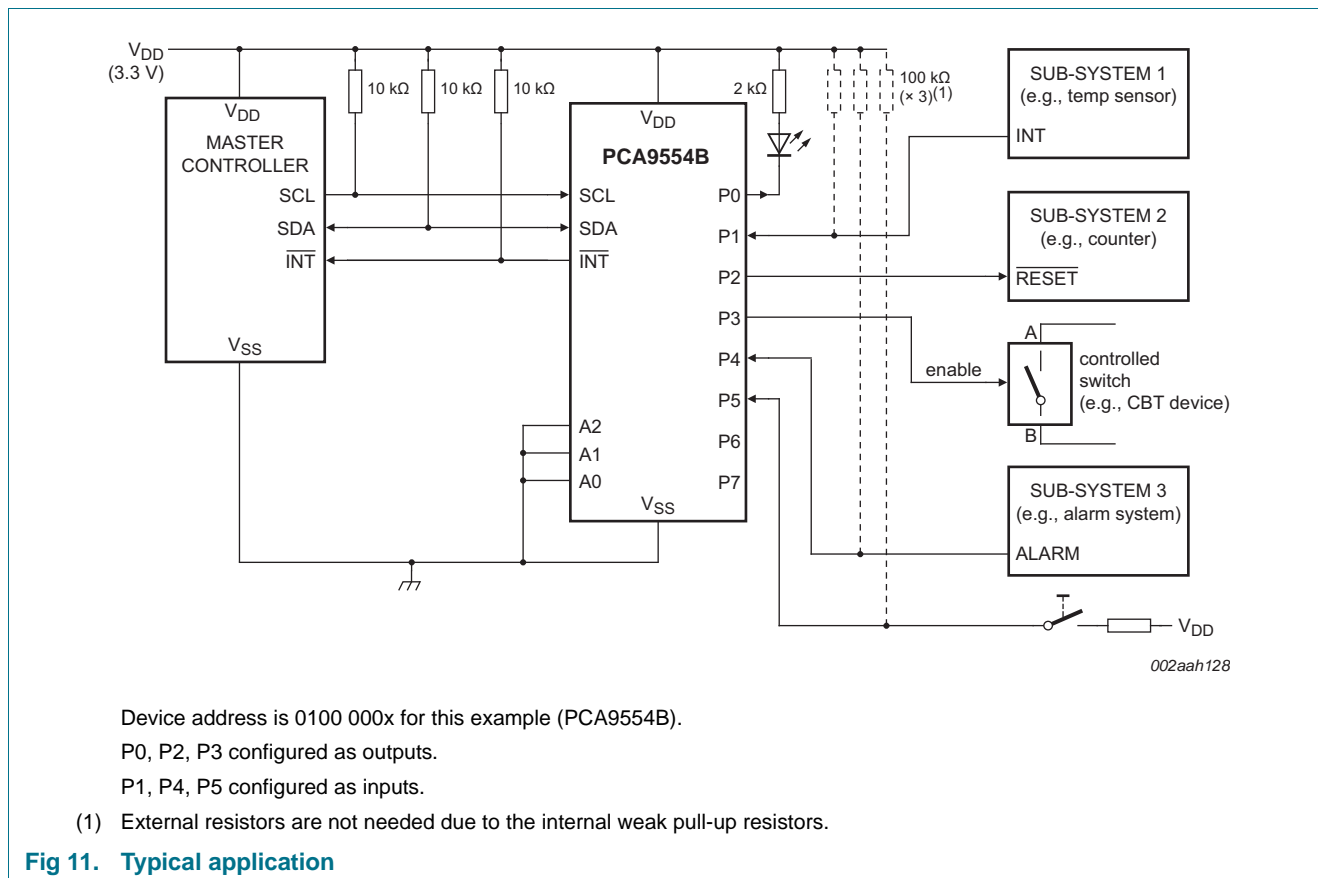 VDD
(3.3 V)
10 kΩ
10 kΩ
10 kΩ
2 kΩ
100 kΩ
(× 3)(1)
VDD
MASTER
CONTROLLER
SCL
SDA
INT
VSS
VDD
PCA9554B
SCL
SDA
INT
A2
A1
A0
VSS
P0
P1
P2
P3
P4
P5
P6
P7
SUB-SYSTEM 1
(e.g., temp sensor)
INT
SUB-SYSTEM 2
(e.g., counter)
RESET
A
enable
controlled
switch
(e.g., CBT device)
B
SUB-SYSTEM 3
(e.g., alarm system)
ALARM
VDD
002aah128
Device address is 0100 000x for this example (PCA9554B).
P0, P2, P3 configured as outputs.
P1, P4, P5 configured as inputs.
(1) External resistors are not needed due to the internal weak pull-up resistors.
Fig 11. Typical application